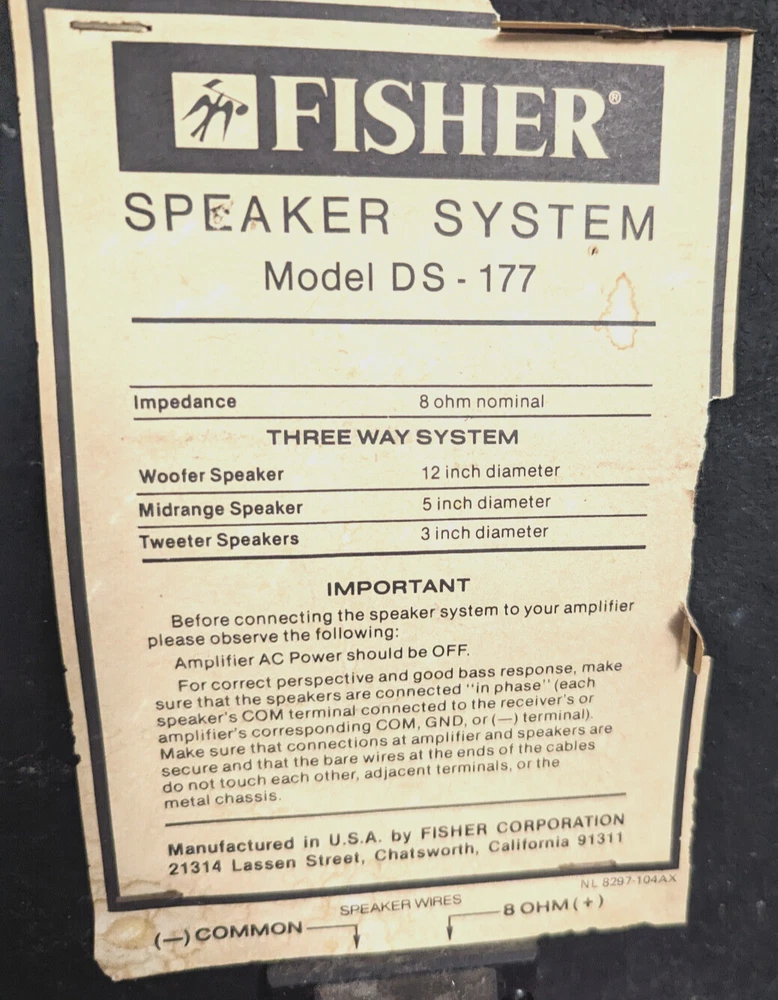 FISHER®
SPEAKER SYSTEM
Model DS - 177
Impedance 8 ohm nominal
THREE WAY SYSTEM
Woofer Speaker 12 inch diameter
Midrange Speaker 5 inch diameter
Tweeter Speakers 3 inch diameter
IMPORTANT
Before connecting the speaker system to your amplifier
please observe the following:
Amplifier AC Power should be OFF.
For correct perspective and good bass response, make
sure that the speakers are connected "in phase" (each
speaker's COM terminal connected to the receiver's or
amplifier's corresponding COM, GND, or (—) terminal).
Make sure that connections at amplifier and speakers are
secure and that the bare wires at the ends of the cables
do not touch each other, adjacent terminals, or the
metal chassis.
Manufactured in U.S.A. by FISHER CORPORATION
21314 Lassen Street, Chatsworth, California 91311
NL 8297-104AX
SPEAKER WIRES
(—) COMMON 8 OHM (+)